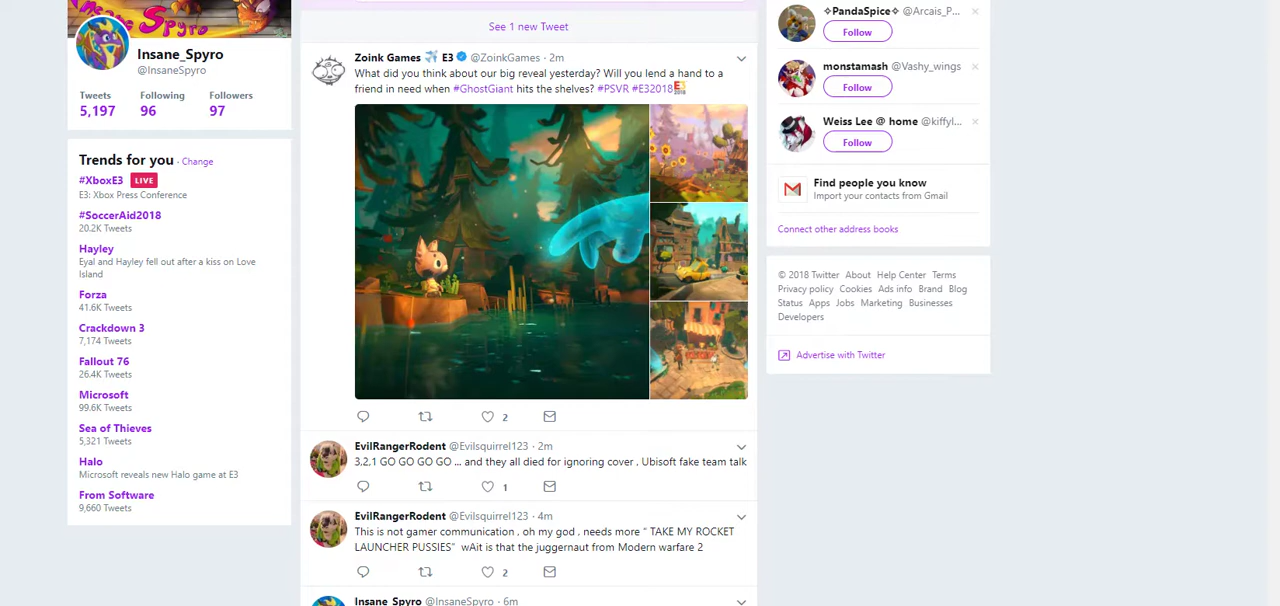 Insane Spyro
Insane_Spyro
@InsaneSpyro
Tweets Following Followers
5,197 96 97
Trends for you · Change
#XboxE3 LIVE
E3: Xbox Press Conference
#SoccerAid2018
20.2K Tweets
Hayley
Eyal and Hayley fell out after a kiss on Love
Island
Forza
41.6K Tweets
Crackdown 3
7,174 Tweets
Fallout 76
26.4K Tweets
Microsoft
99.6K Tweets
Sea of Thieves
5,321 Tweets
Halo
Microsoft reveals new Halo game at E3
From Software
9,660 Tweets
See 1 new Tweet
Zoink Games ✈️ E3 @ZoinkGames · 2m
What did you think about our big reveal yesterday? Will you lend a hand to a
friend in need when #GhostGiant hits the shelves? #PSVR #E32018
2
EvilRangerRodent @Evilsquirrel123 · 2m
3,2,1 GO GO GO GO ... and they all died for ignoring cover , Ubisoft fake team talk
1
EvilRangerRodent @Evilsquirrel123 · 4m
This is not gamer communication , oh my god , needs more “ TAKE MY ROCKET
LAUNCHER PUSSIES” wAit is that the juggernaut from Modern warfare 2
2
Insane_Spyro @InsaneSpyro · 6m
✧PandaSpice✧ @Arcais_P...
Follow
monstamash @Vashy_wings
Follow
Weiss Lee @ home @kiffyl...
Follow
Find people you know
Import your contacts from Gmail
Connect other address books
© 2018 Twitter About Help Center Terms
Privacy policy Cookies Ads info Brand Blog
Status Apps Jobs Marketing Businesses
Developers
Advertise with Twitter